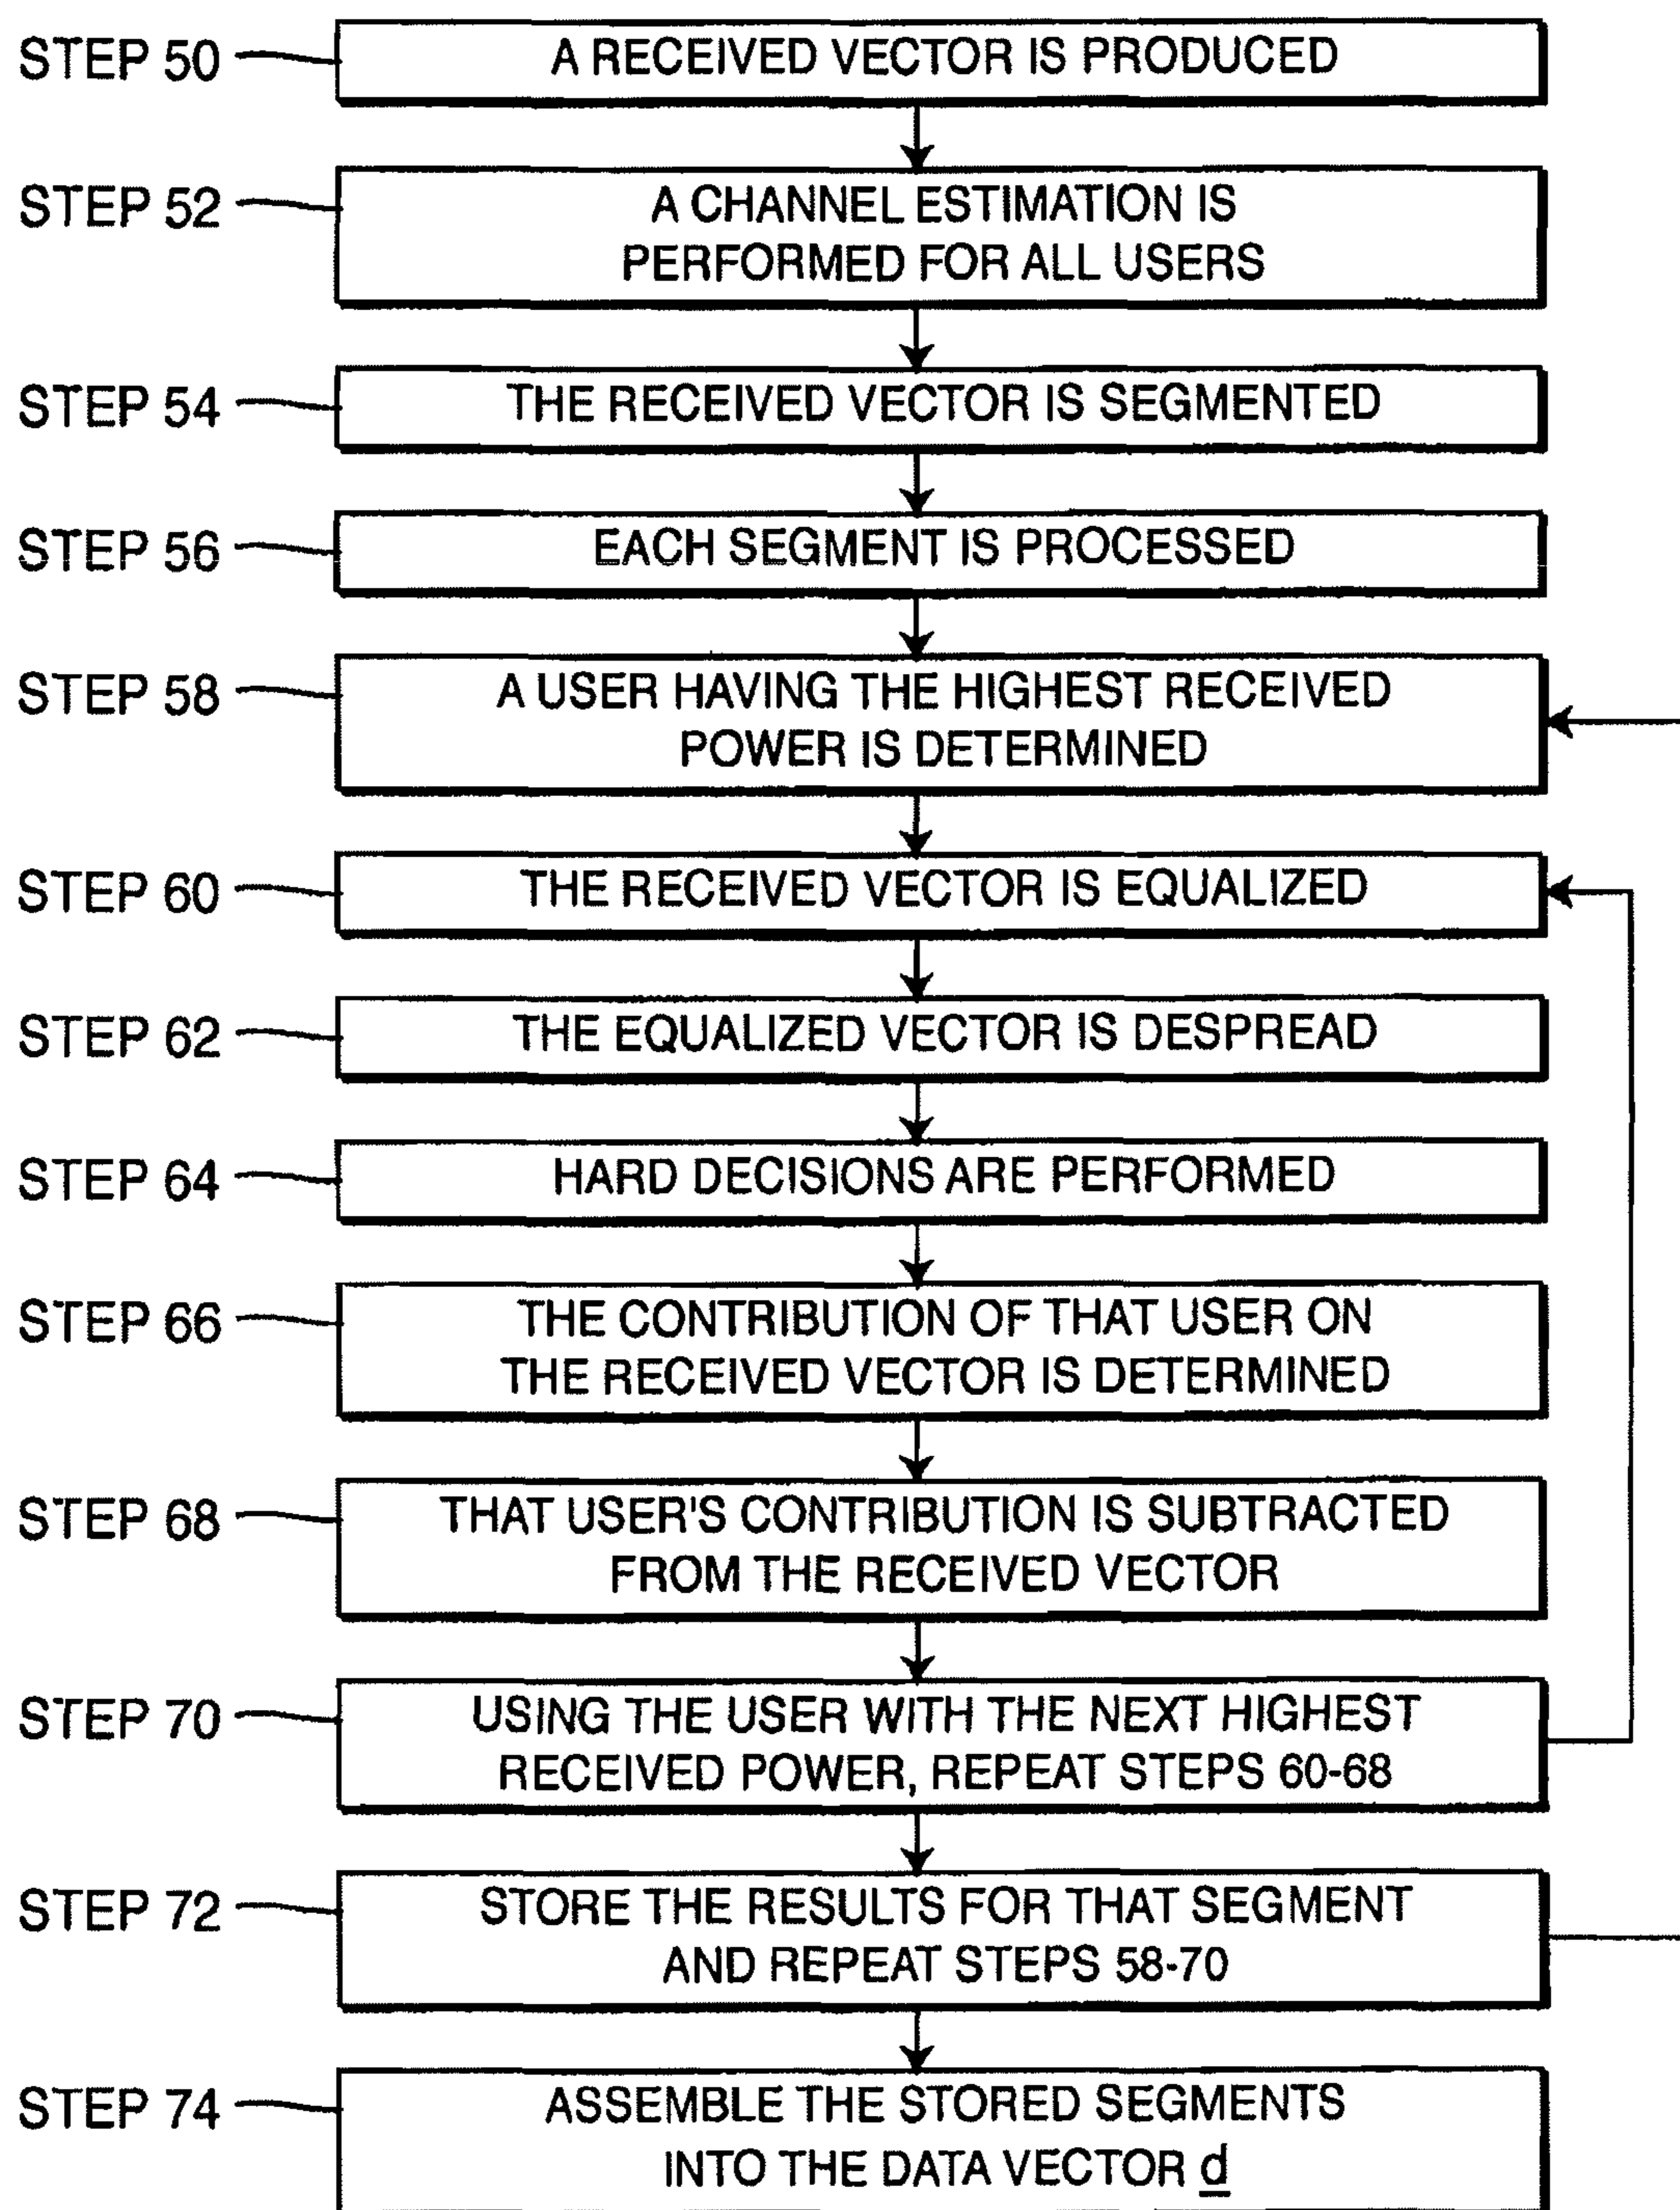 STEP 50
A RECEIVED VECTOR IS PRODUCED
STEP 52
A CHANNEL ESTIMATION IS
PERFORMED FOR ALL USERS
STEP 54
THE RECEIVED VECTOR IS SEGMENTED
STEP 56
EACH SEGMENT IS PROCESSED
STEP 58
A USER HAVING THE HIGHEST RECEIVED
POWER IS DETERMINED
STEP 60
THE RECEIVED VECTOR IS EQUALIZED
STEP 62
THE EQUALIZED VECTOR IS DESPREAD
STEP 64
HARD DECISIONS ARE PERFORMED
STEP 66
THE CONTRIBUTION OF THAT USER ON
THE RECEIVED VECTOR IS DETERMINED
STEP 68
THAT USER'S CONTRIBUTION IS SUBTRACTED
FROM THE RECEIVED VECTOR
STEP 70
USING THE USER WITH THE NEXT HIGHEST
RECEIVED POWER, REPEAT STEPS 60-68
STEP 72
STORE THE RESULTS FOR THAT SEGMENT
AND REPEAT STEPS 58-70
STEP 74
ASSEMBLE THE STORED SEGMENTS
INTO THE DATA VECTOR d